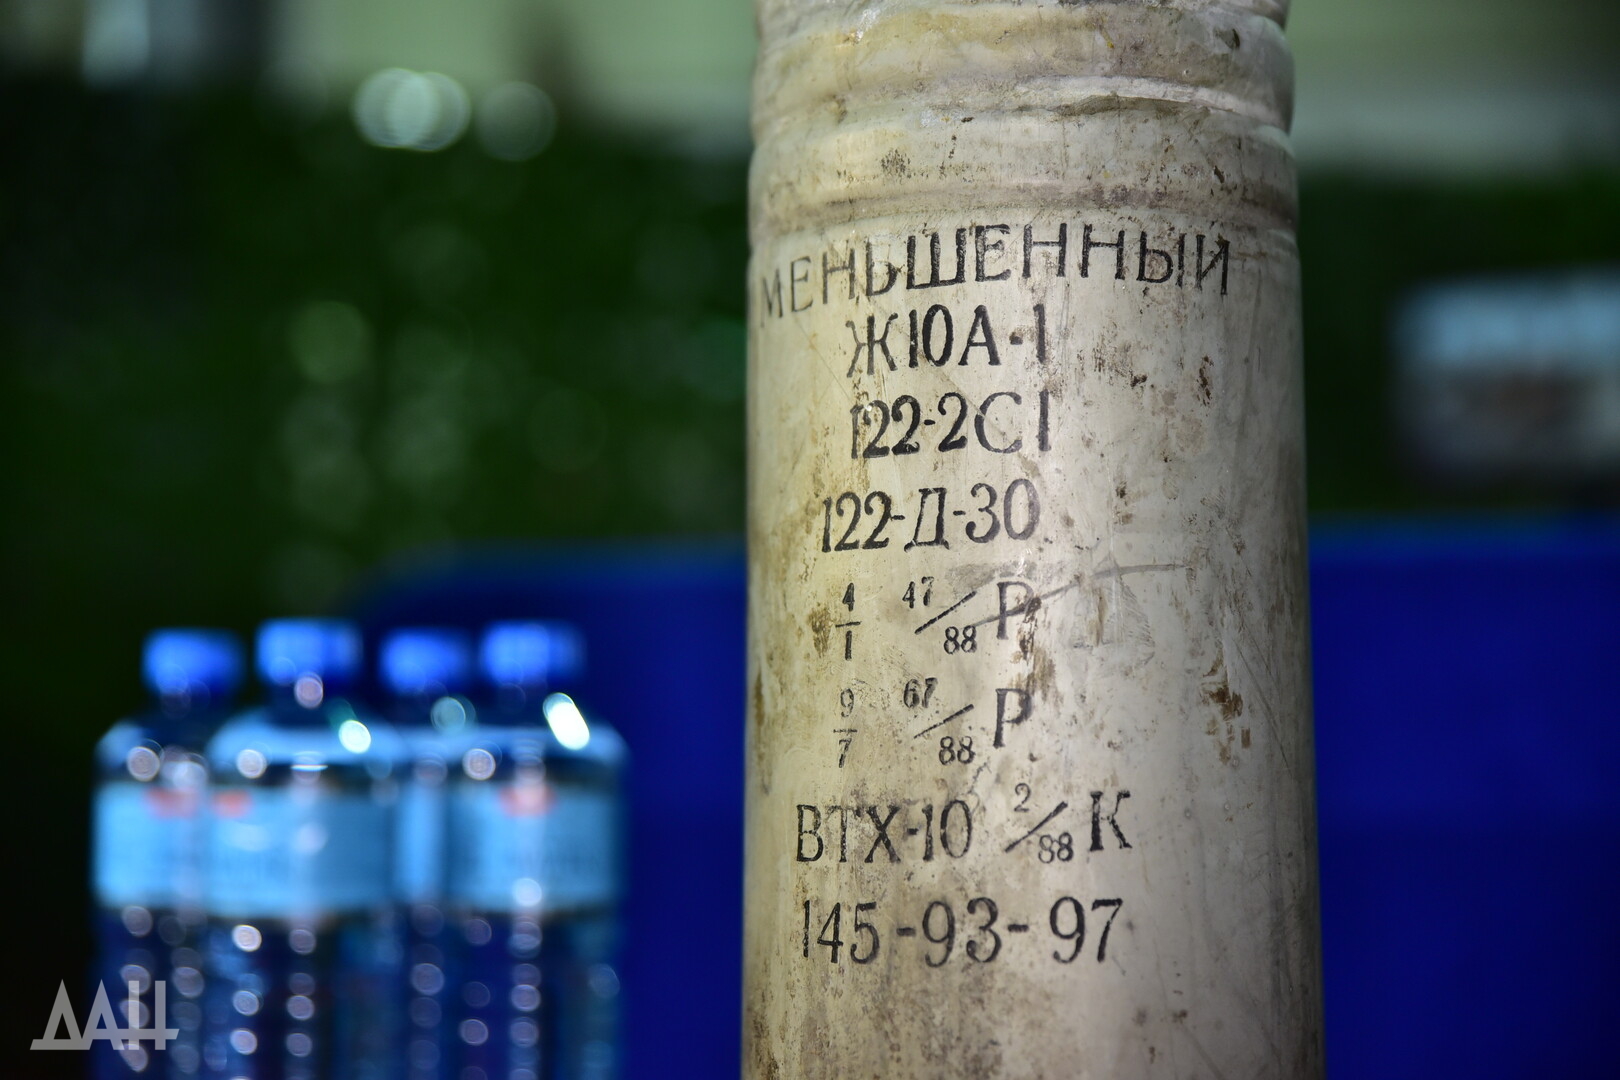 МЕНЬШЕННЫЙ
Ж10А-1
122-2С1
122-Д-30
4/1 47/88 Р
9/7 67/88 Р
ВТХ-10 2/88 К
145-93-97
ДАН